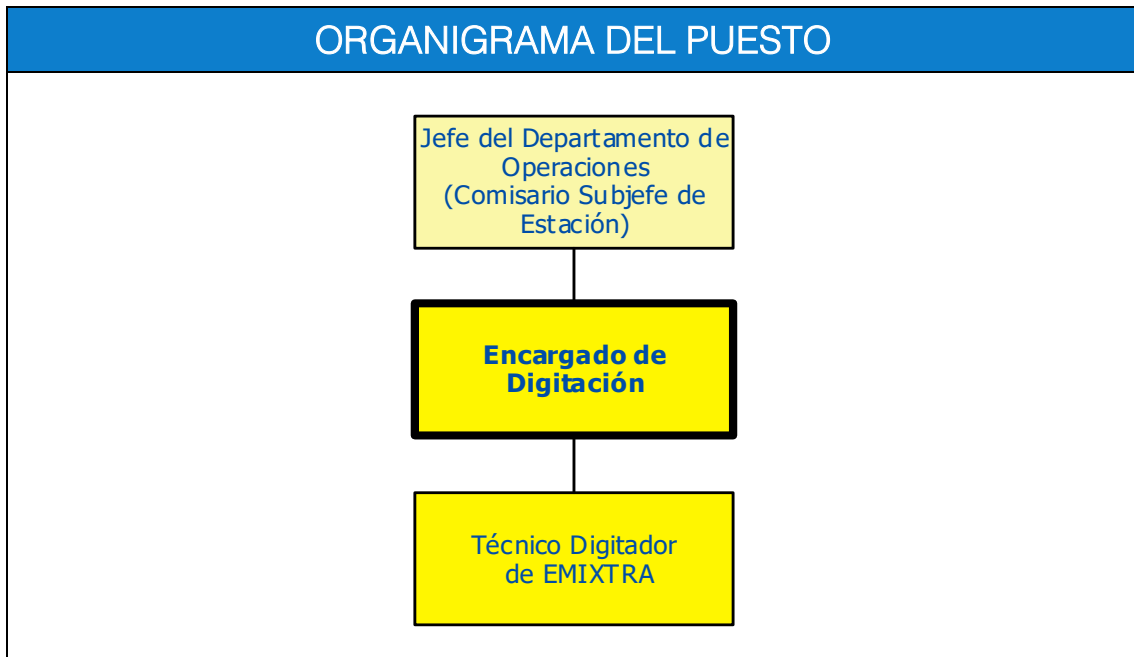 ORGANIGRAMA DEL PUESTO
Jefe del Departamento de
Operaciones
(Comisario Subjefe de
Estación)
Encargado de
Digitación
Técnico Digitador
de EMIXTRA